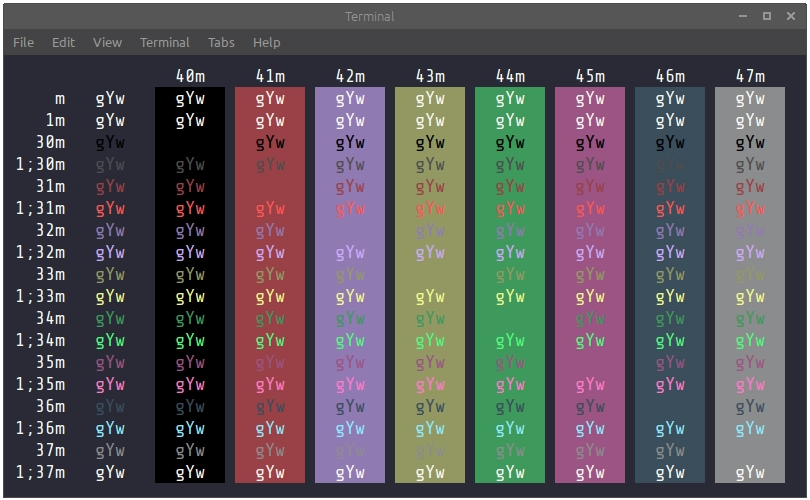 Terminal
File Edit View Terminal Tabs Help
40m 41m 42m 43m 44m 45m 46m 47m
m gYw gYw gYw gYw gYw gYw gYw gYw gYw
1m gYw gYw gYw gYw gYw gYw gYw gYw gYw
30m gYw gYw gYw gYw gYw gYw gYw gYw
1;30m gYw gYw gYw gYw gYw gYw gYw gYw gYw
31m gYw gYw gYw gYw gYw gYw gYw gYw
1;31m gYw gYw gYw gYw gYw gYw gYw gYw gYw
32m gYw gYw gYw gYw gYw gYw gYw gYw
1;32m gYw gYw gYw gYw gYw gYw gYw gYw gYw
33m gYw gYw gYw gYw gYw gYw gYw gYw
1;33m gYw gYw gYw gYw gYw gYw gYw gYw gYw
34m gYw gYw gYw gYw gYw gYw gYw gYw
1;34m gYw gYw gYw gYw gYw gYw gYw gYw gYw
35m gYw gYw gYw gYw gYw gYw gYw gYw
1;35m gYw gYw gYw gYw gYw gYw gYw gYw gYw
36m gYw gYw gYw gYw gYw gYw gYw gYw
1;36m gYw gYw gYw gYw gYw gYw gYw gYw gYw
37m gYw gYw gYw gYw gYw gYw gYw gYw
1;37m gYw gYw gYw gYw gYw gYw gYw gYw gYw